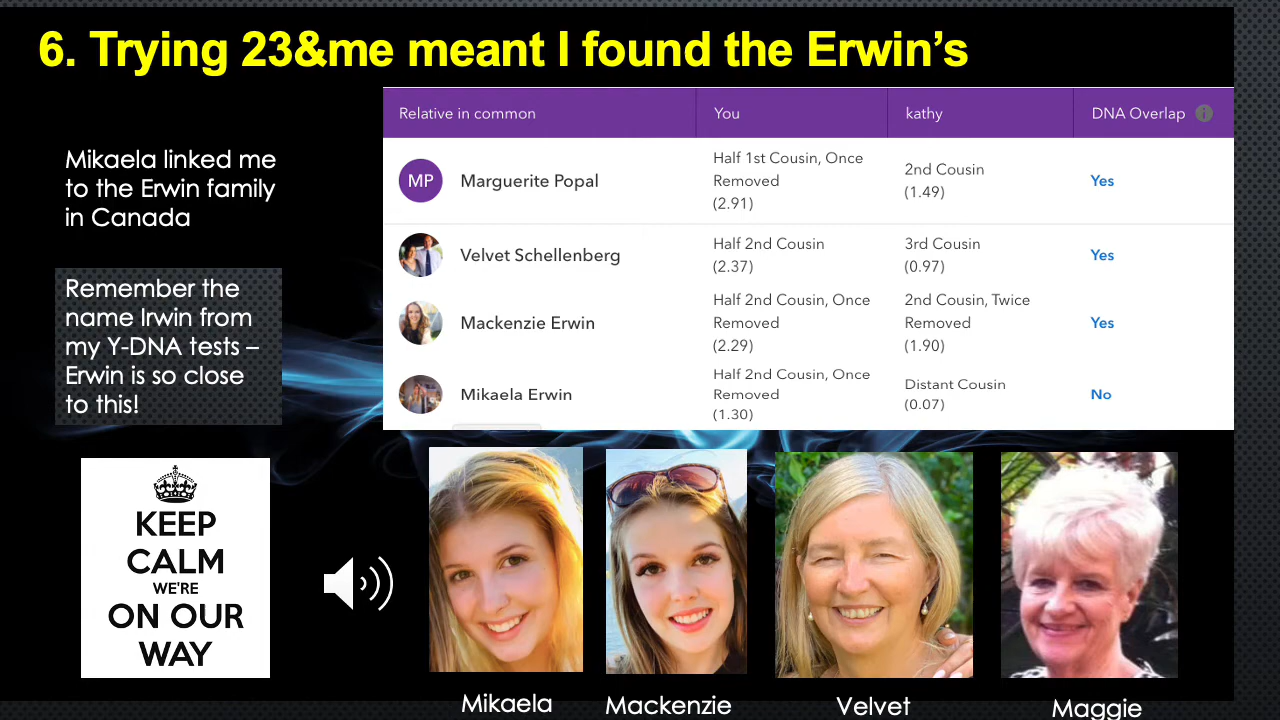 6. Trying 23&me meant I found the Erwin’s
Mikaela linked me
to the Erwin family
in Canada
Remember the
name Irwin from
my Y-DNA tests –
Erwin is so close
to this!
Relative in common You kathy DNA Overlap i
MP Marguerite Popal Half 1st Cousin, Once Removed (2.91) 2nd Cousin (1.49) Yes
Velvet Schellenberg Half 2nd Cousin (2.37) 3rd Cousin (0.97) Yes
Mackenzie Erwin Half 2nd Cousin, Once Removed (2.29) 2nd Cousin, Twice Removed (1.90) Yes
Mikaela Erwin Half 2nd Cousin, Once Removed (1.30) Distant Cousin (0.07) No
KEEP
CALM
WE'RE
ON OUR
WAY
Mikaela Mackenzie Velvet Maggie